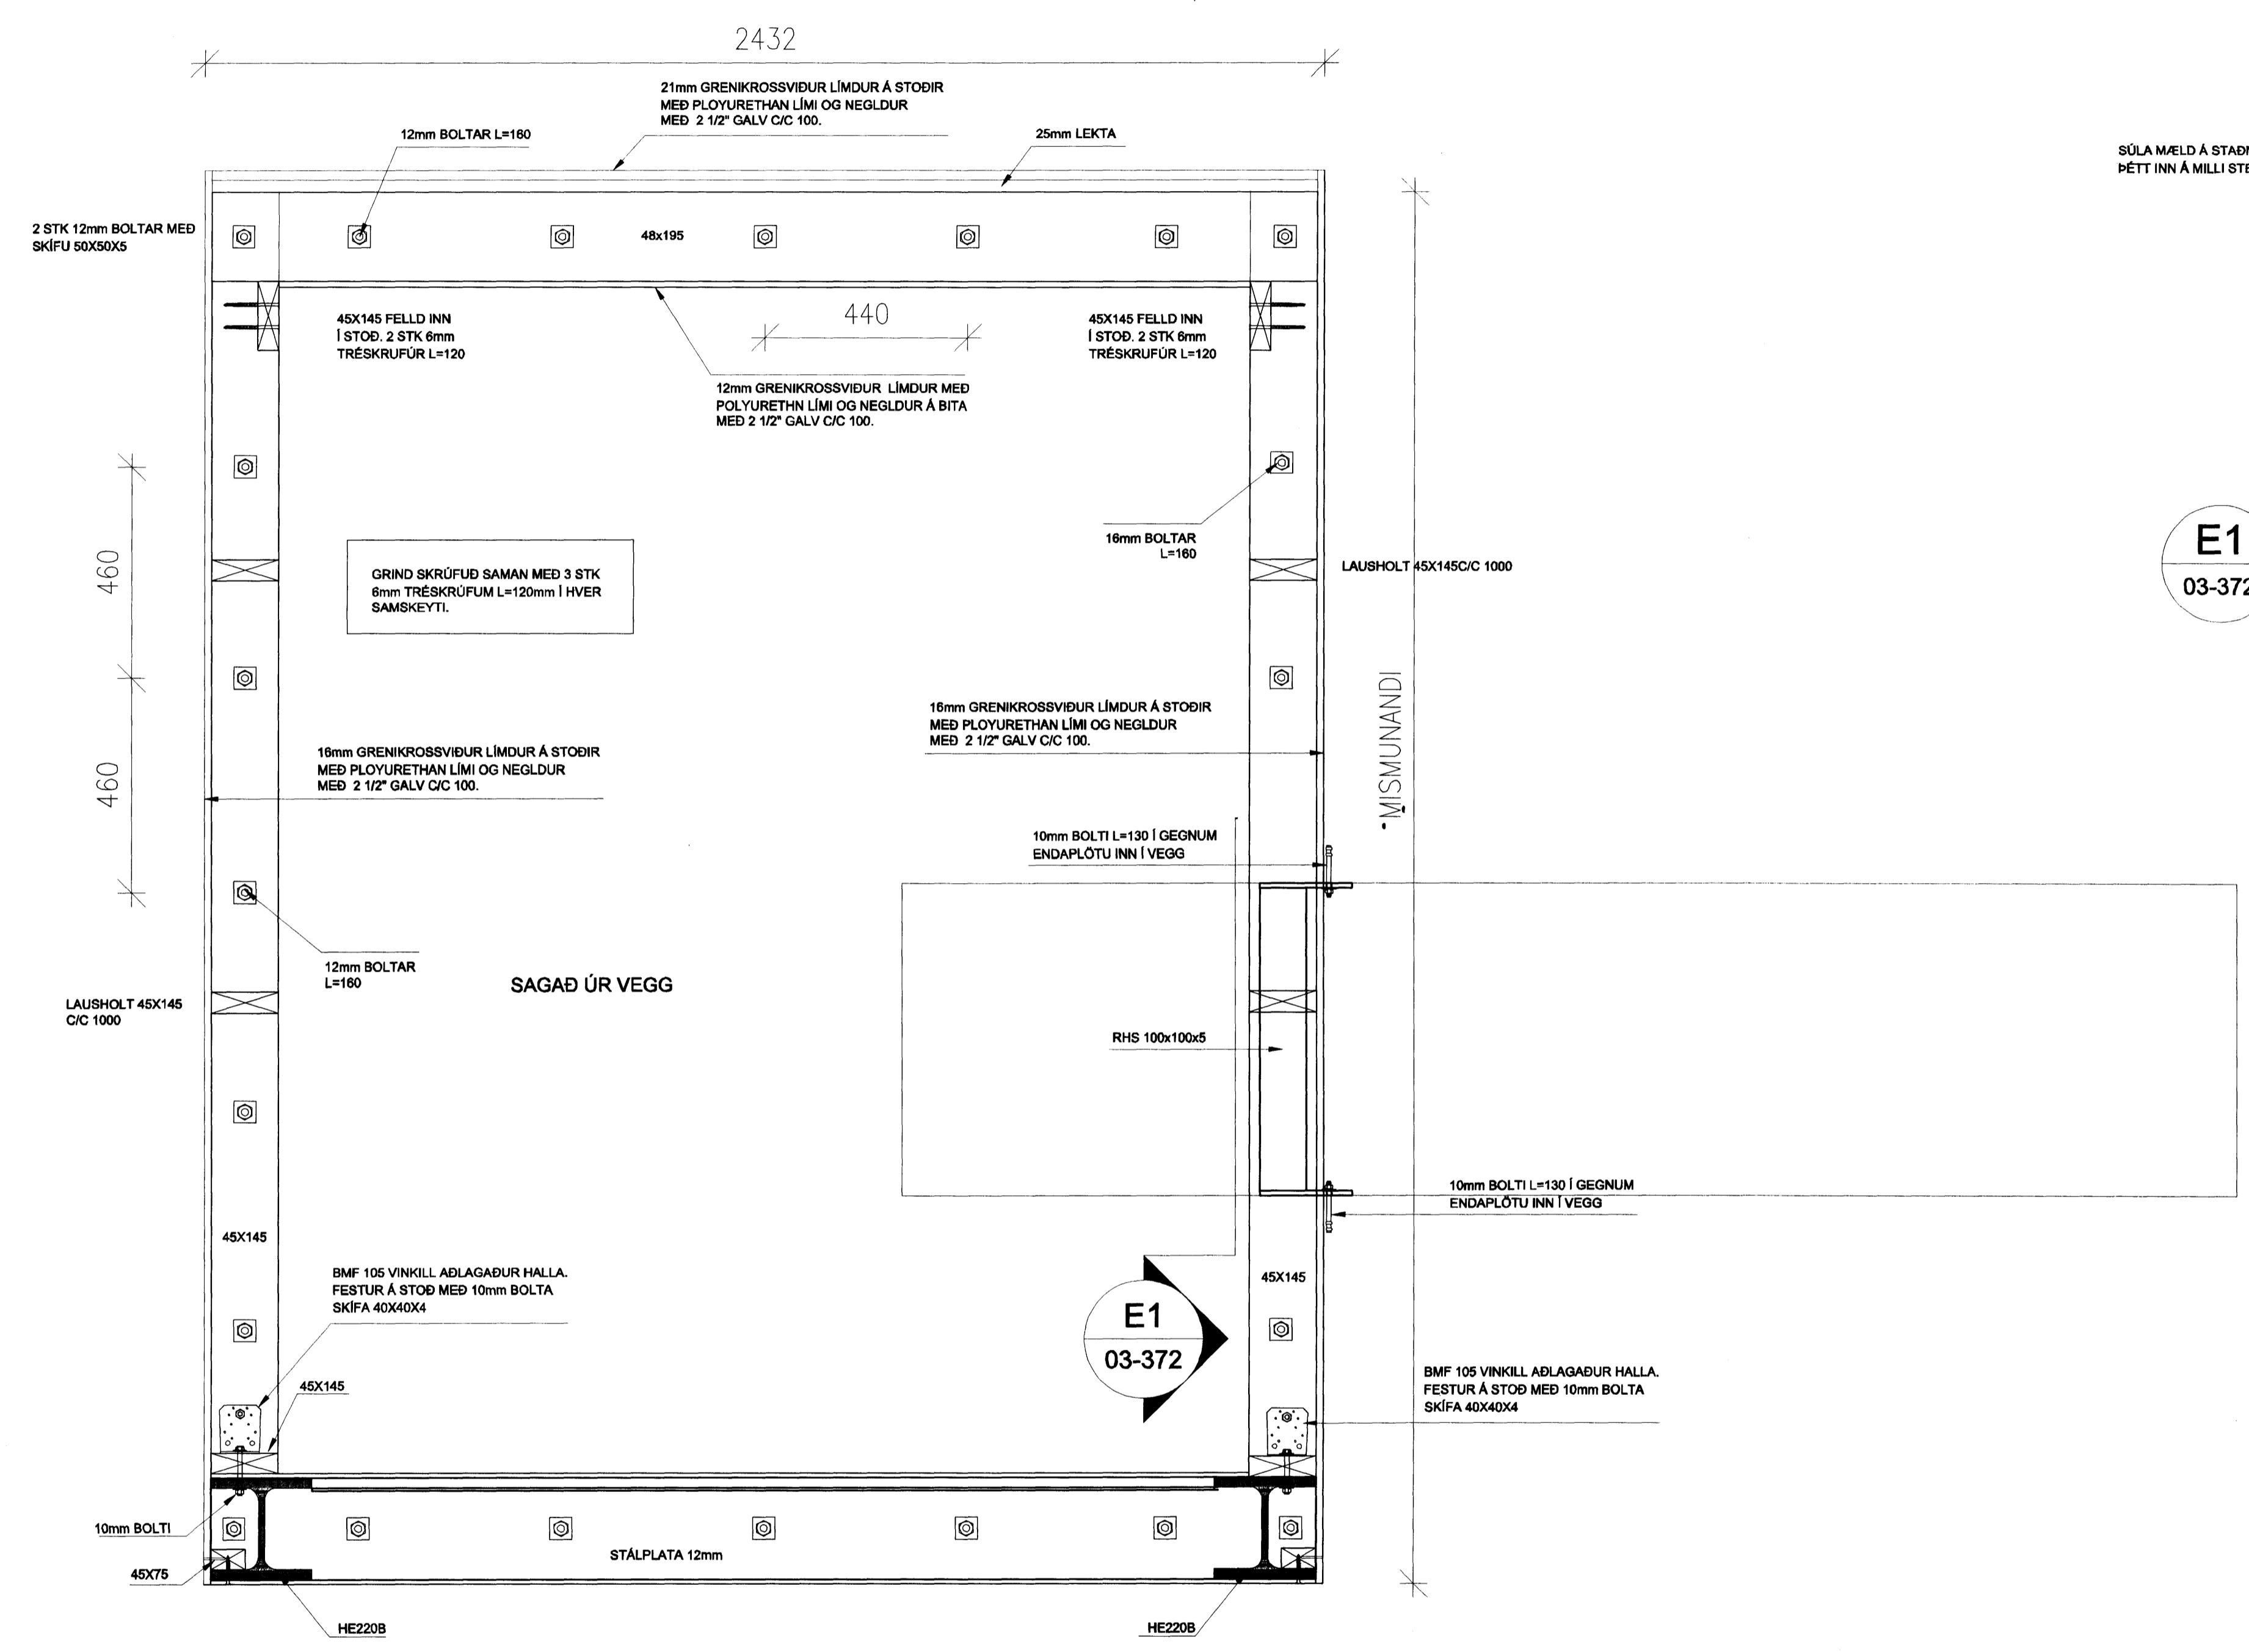 2432
21mm GRENIKROSSVIÐUR LÍMDUR Á STOÐIR
MEÐ PLOYURETHAN LÍMI OG NEGLDUR
MEÐ 2 1/2" GALV C/C 100.
12mm BOLTAR L=160
25mm LEKTA
SÚLA MÆLD Á
ÞÉTT INN Á MILLI
2 STK 12mm BOLTAR MEÐ
SKÍFU 50X50X5
48x195
45X145 FELLD INN
Í STOÐ. 2 STK 6mm
TRÉSKRUFÚR L=120
440
45X145 FELLD INN
Í STOÐ. 2 STK 6mm
TRÉSKRUFÚR L=120
12mm GRENIKROSSVIÐUR LÍMDUR MEÐ
POLYURETHN LÍMI OG NEGLDUR Á BITA
MEÐ 2 1/2" GALV C/C 100.
460
GRIND SKRÚFUÐ SAMAN MEÐ 3 STK
6mm TRÉSKRÚFUM L=120mm Í HVER
SAMSKEYTI.
16mm BOLTAR
L=160
LAUSHOLT 45X145C/C 1000
E1
03-372
MISMUNANDI
16mm GRENIKROSSVIÐUR LÍMDUR Á STOÐIR
MEÐ PLOYURETHAN LÍMI OG NEGLDUR
MEÐ 2 1/2" GALV C/C 100.
16mm GRENIKROSSVIÐUR LÍMDUR Á STOÐIR
MEÐ PLOYURETHAN LÍMI OG NEGLDUR
MEÐ 2 1/2" GALV C/C 100.
460
10mm BOLTI L=130 Í GEGNUM
ENDAPLÖTU INN Í VEGG
12mm BOLTAR
L=160
SAGAÐ ÚR VEGG
LAUSHOLT 45X145
C/C 1000
RHS 100x100x5
10mm BOLTI L=130 Í GEGNUM
ENDAPLÖTU INN Í VEGG
45X145
BMF 105 VINKILL AÐLAGAÐUR HALLA.
FESTUR Á STOÐ MEÐ 10mm BOLTA
SKÍFA 40X40X4
45X145
E1
03-372
45X145
BMF 105 VINKILL AÐLAGAÐUR HALLA.
FESTUR Á STOÐ MEÐ 10mm BOLTA
SKÍFA 40X40X4
10mm BOLTI
STÁLPLATA 12mm
45X75
HE220B
HE220B